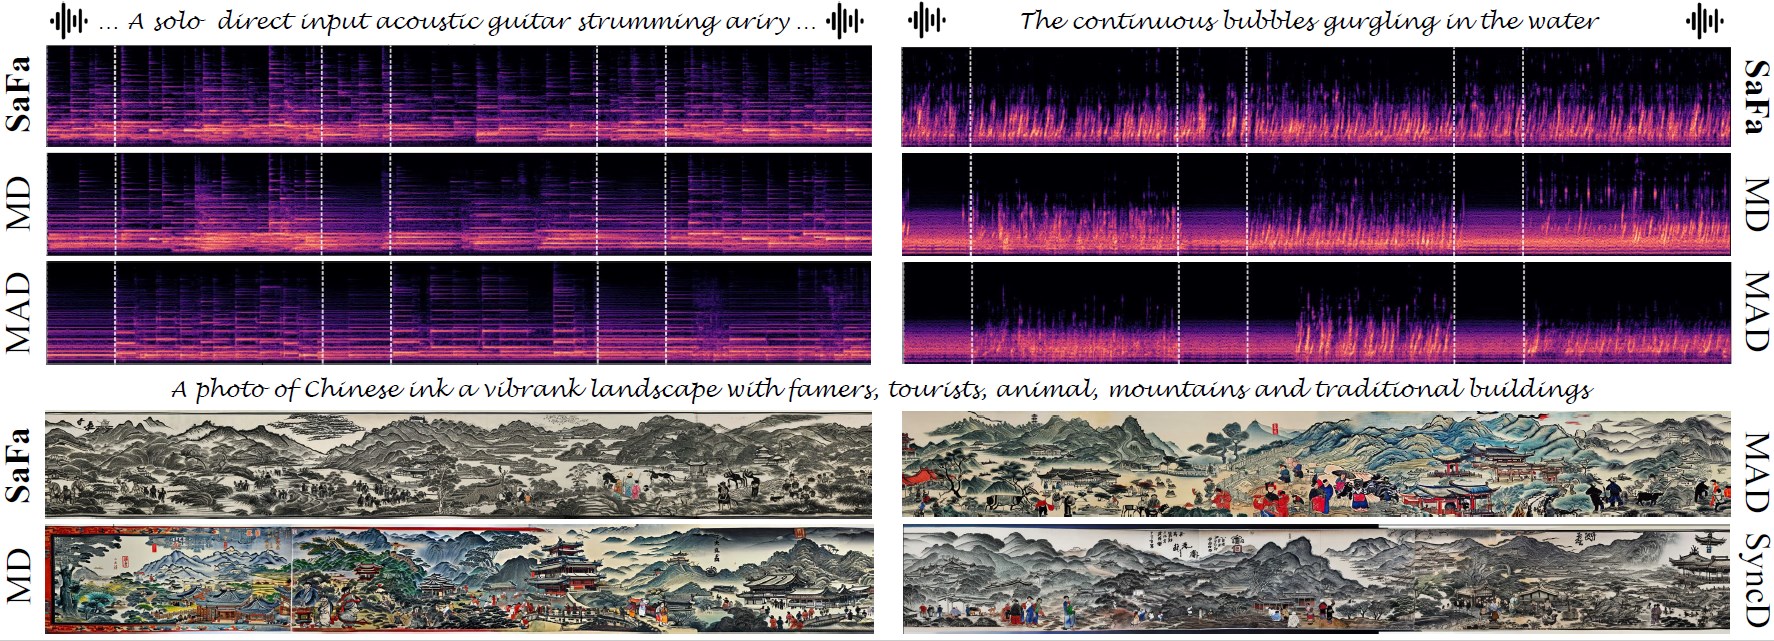 ... A solo direct input acoustic guitar strumming ariry ...
The continuous bubbles gurgling in the water
SaFa
SaFa
MD
MD
MAD
MAD
A photo of Chinese ink a vibrank landscape with famers, tourists, animal, mountains and traditional buildings
SaFa
MAD
MD
SyncD